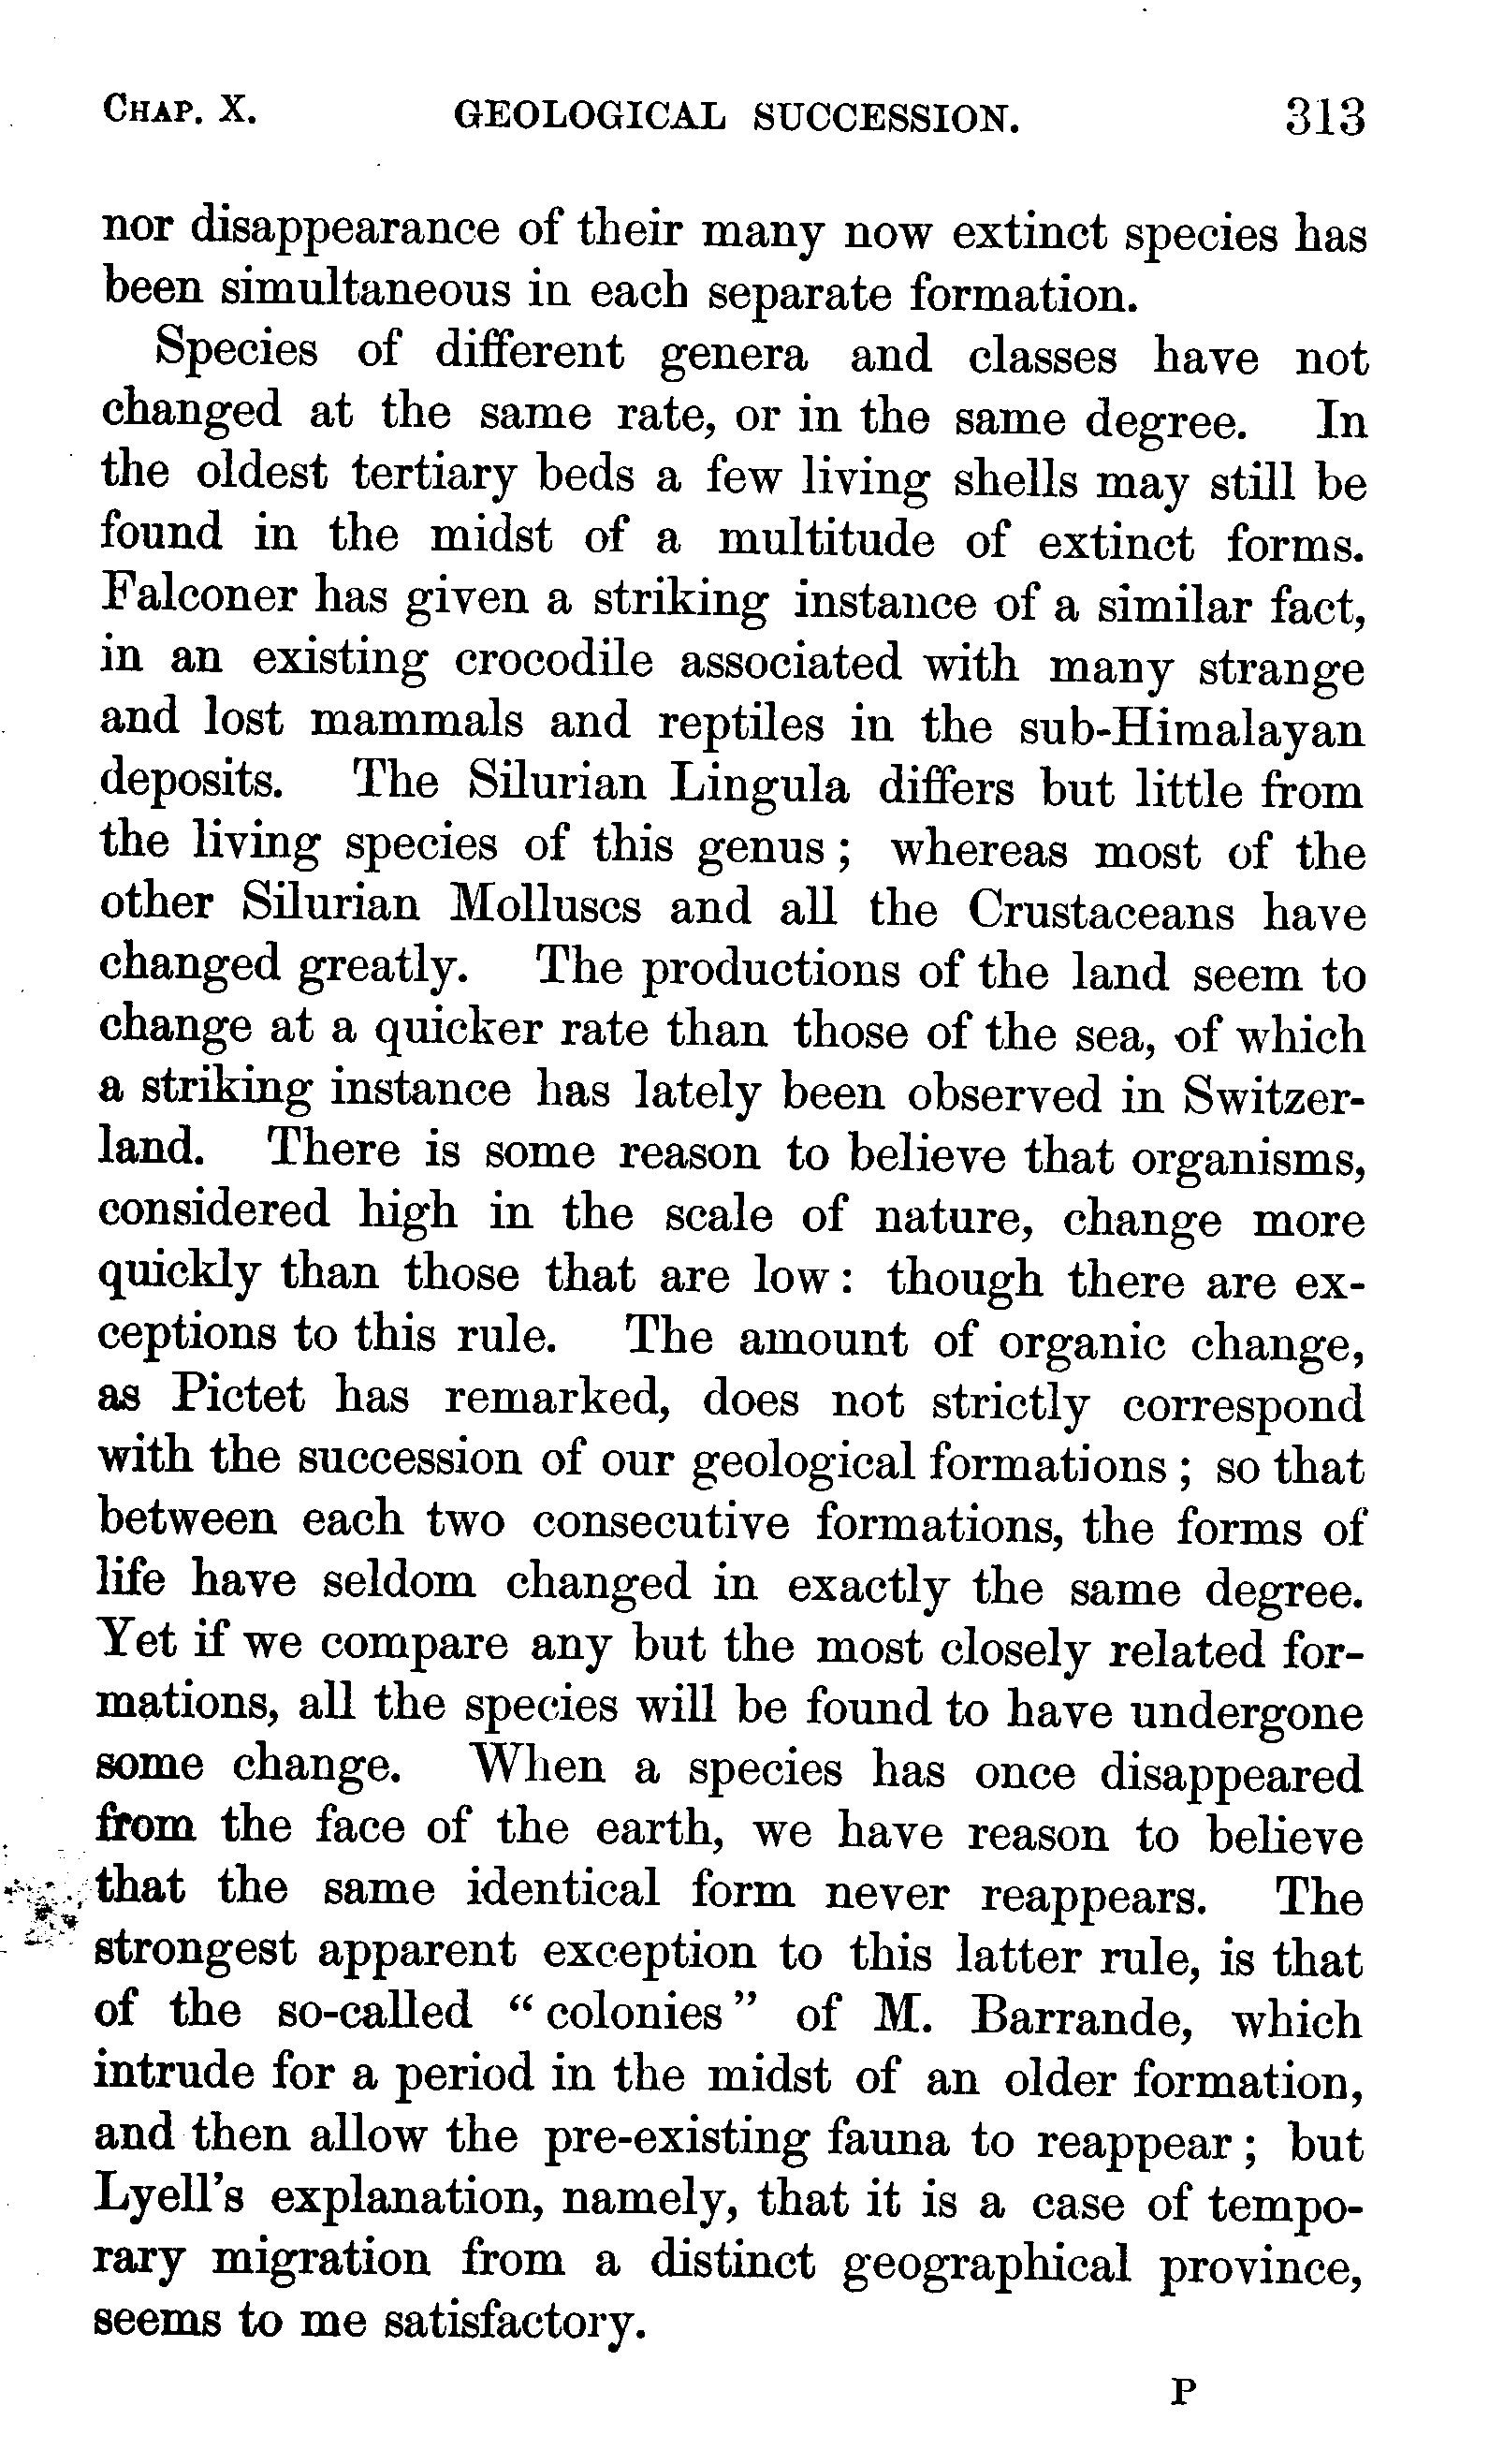 CHAP. X. GEOLOGICAL SUCCESSION. 313
nor disappearance of their many now extinct species has
been simultaneous in each separate formation.
Species of different genera and classes have not
changed at the same rate, or in the same degree. In
the oldest tertiary beds a few living shells may still be
found in the midst of a multitude of extinct forms.
Falconer has given a striking instance of a similar fact,
in an existing crocodile associated with many strange
and lost mammals and reptiles in the sub-Himalayan
deposits. The Silurian Lingula differs but little from
the living species of this genus; whereas most of the
other Silurian Molluscs and all the Crustaceans have
changed greatly. The productions of the land seem to
change at a quicker rate than those of the sea, of which
a striking instance has lately been observed in Switzer-
land. There is some reason to believe that organisms,
considered high in the scale of nature, change more
quickly than those that are low: though there are ex-
ceptions to this rule. The amount of organic change,
as Pictet has remarked, does not strictly correspond
with the succession of our geological formations; so that
between each two consecutive formations, the forms of
life have seldom changed in exactly the same degree.
Yet if we compare any but the most closely related for-
mations, all the species will be found to have undergone
some change. When a species has once disappeared
from the face of the earth, we have reason to believe
that the same identical form never reappears. The
strongest apparent exception to this latter rule, is that
of the so-called "colonies" of M. Barrande, which
intrude for a period in the midst of an older formation,
and then allow the pre-existing fauna to reappear; but
Lyell's explanation, namely, that it is a case of tempo-
rary migration from a distinct geographical province,
seems to me satisfactory.
P